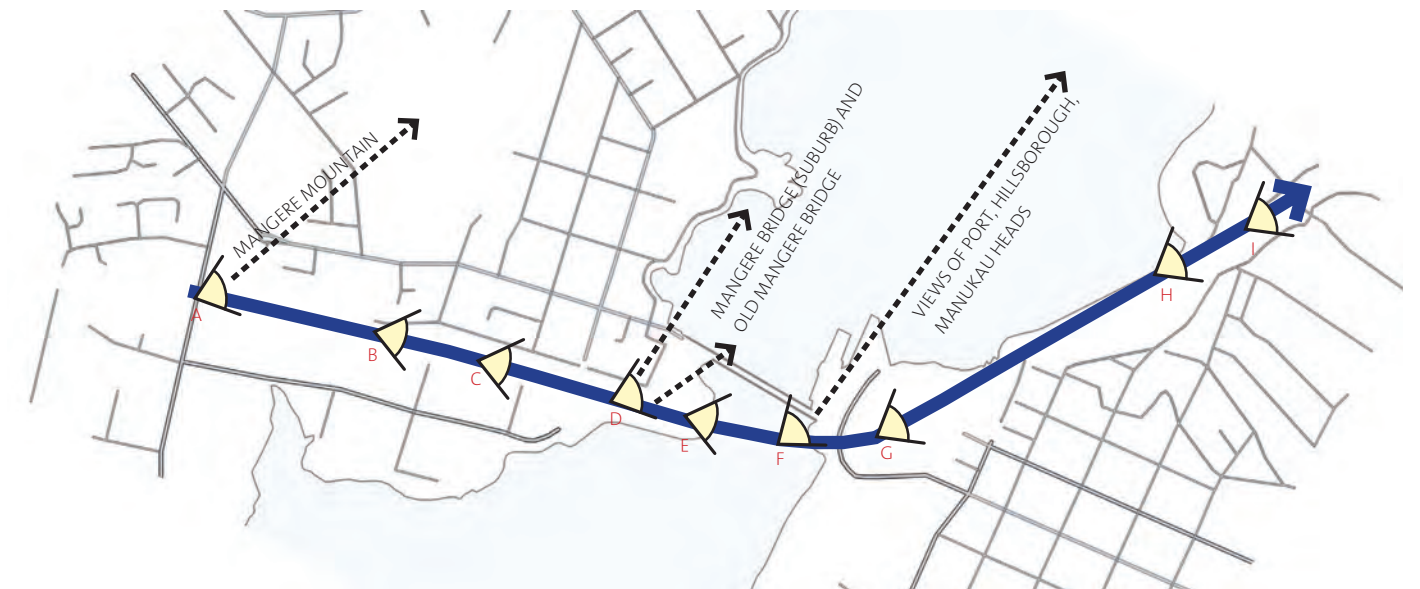 MANGERE MOUNTAIN
MANGERE BRIDGE (SUBURB) AND
OLD MANGERE BRIDGE
VIEWS OF PORT, HILLSBOROUGH,
MANUKAU HEADS
A
B
C
D
E
F
G
H
I